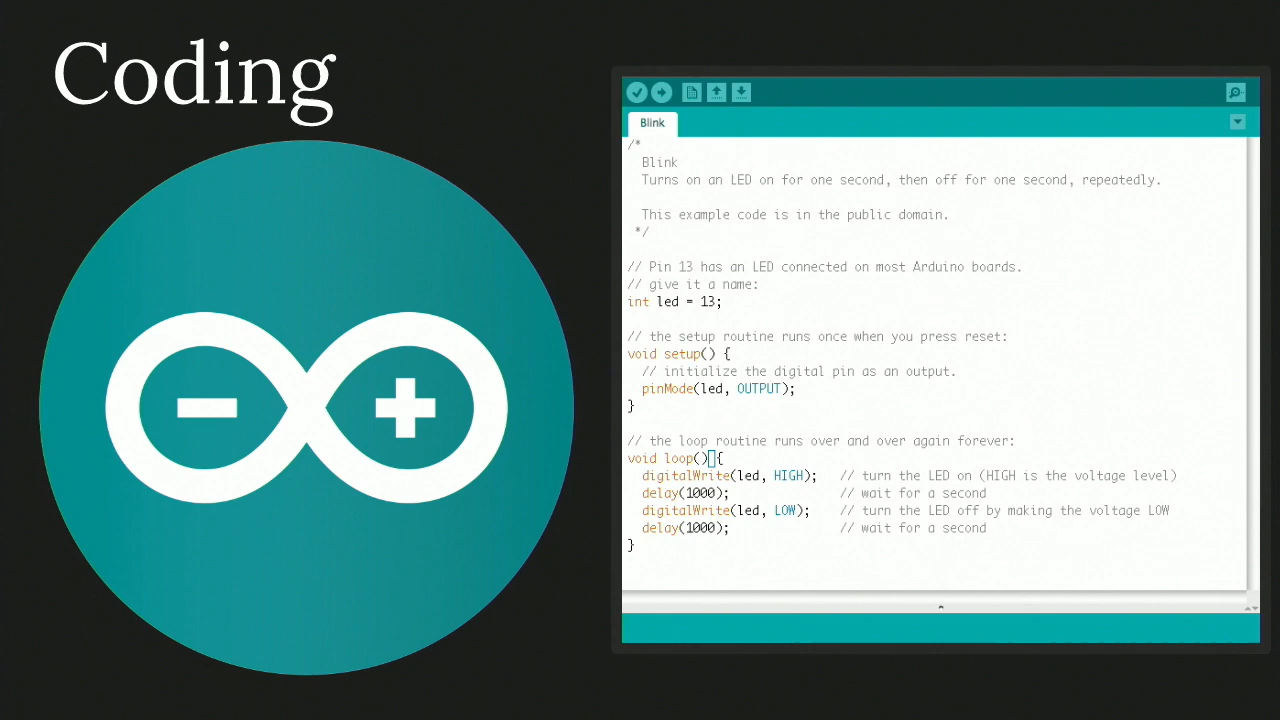 Coding
Blink
/*
Blink
Turns on an LED on for one second, then off for one second, repeatedly.
This example code is in the public domain.
*/
// Pin 13 has an LED connected on most Arduino boards.
// give it a name:
int led = 13;
// the setup routine runs once when you press reset:
void setup() {
// initialize the digital pin as an output.
pinMode(led, OUTPUT);
}
// the loop routine runs over and over again forever:
void loop() {
digitalWrite(led, HIGH);   // turn the LED on (HIGH is the voltage level)
delay(1000);               // wait for a second
digitalWrite(led, LOW);    // turn the LED off by making the voltage LOW
delay(1000);               // wait for a second
}